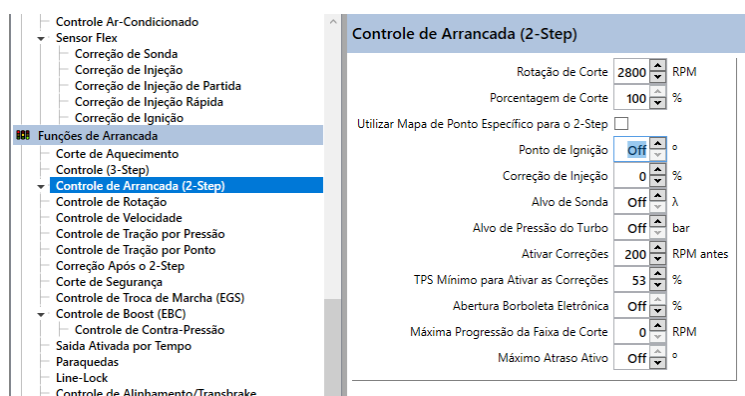 Controle Ar-Condicionado
Sensor Flex
Correção de Sonda
Correção de Injeção
Correção de Injeção de Partida
Correção de Injeção Rápida
Correção de Ignição
Funções de Arrancada
Corte de Aquecimento
Controle (3-Step)
Controle de Arrancada (2-Step)
Controle de Rotação
Controle de Velocidade
Controle de Tração por Pressão
Controle de Tração por Ponto
Correção Após o 2-Step
Corte de Segurança
Controle de Troca de Marcha (EGS)
Controle de Boost (EBC)
Controle de Contra-Pressão
Saida Ativada por Tempo
Paraquedas
Line-Lock
Controle de Alinhamento/Transbrake
Controle de Arrancada (2-Step)
Rotação de Corte 2800 RPM
Porcentagem de Corte 100 %
Utilizar Mapa de Ponto Específico para o 2-Step
Ponto de Ignição Off °
Correção de Injeção 0 %
Alvo de Sonda Off λ
Alvo de Pressão do Turbo Off bar
Ativar Correções 200 RPM antes
TPS Mínimo para Ativar as Correções 53 %
Abertura Borboleta Eletrônica Off %
Máxima Progressão da Faixa de Corte 0 RPM
Máximo Atraso Ativo Off °